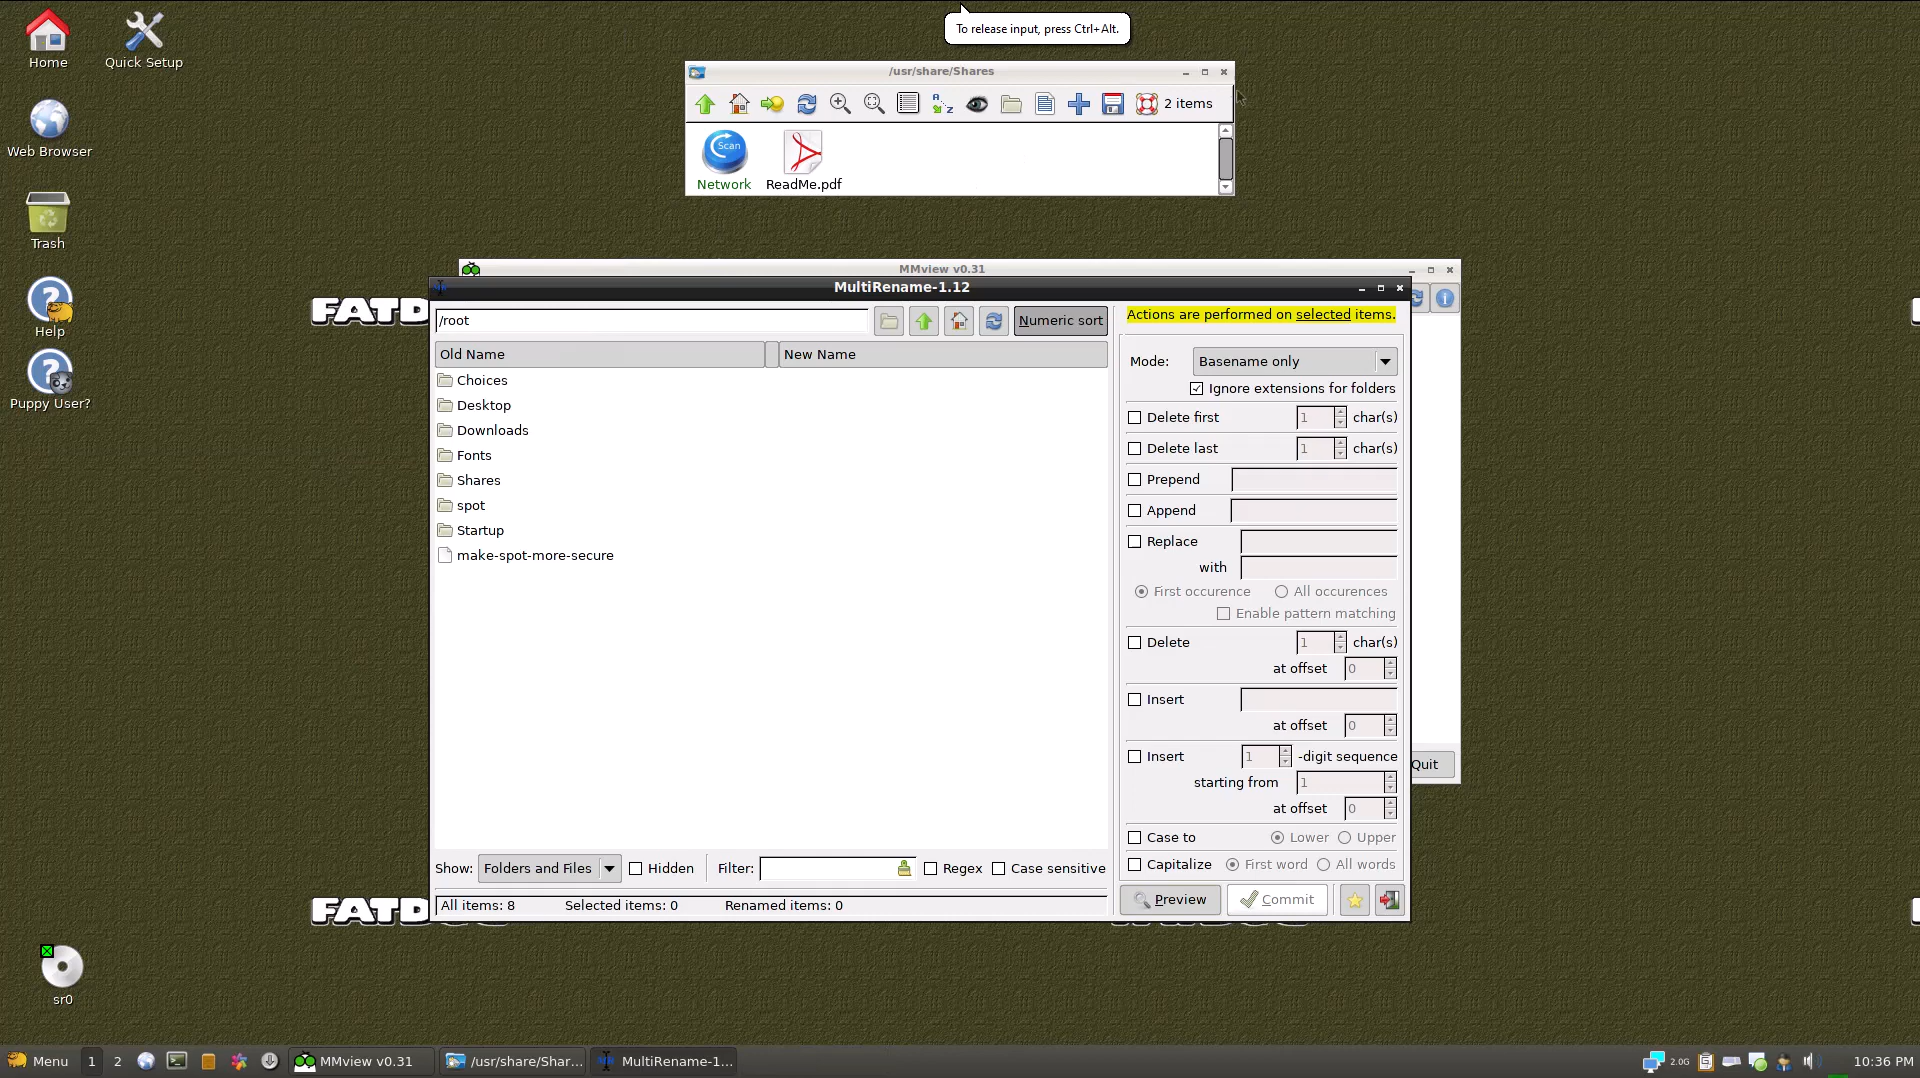 To release input, press Ctrl+Alt.
Home
Quick Setup
Web Browser
Trash
Help
Puppy User?
sr0
/usr/share/Shares
2 items
Scan
Network
ReadMe.pdf
MMview v0.31
Quit
MultiRename-1.12
/root
Numeric sort
Actions are performed on selected items.
Old Name
New Name
Choices
Desktop
Downloads
Fonts
Shares
spot
Startup
make-spot-more-secure
Mode:
Basename only
Ignore extensions for folders
Delete first 1 char(s)
Delete last 1 char(s)
Prepend
Append
Replace
with
First occurence All occurences
Enable pattern matching
Delete 1 char(s)
at offset 0
Insert
at offset 0
Insert 1 -digit sequence
starting from 1
at offset 0
Case to Lower Upper
Capitalize First word All words
Show: Folders and Files Hidden Filter: Regex Case sensitive
All items: 8 Selected items: 0 Renamed items: 0
Preview Commit
FATD
FATD
Menu 1 2 MMview v0.31 /usr/share/Shar... MultiRename-1... 2.0G 10:36 PM